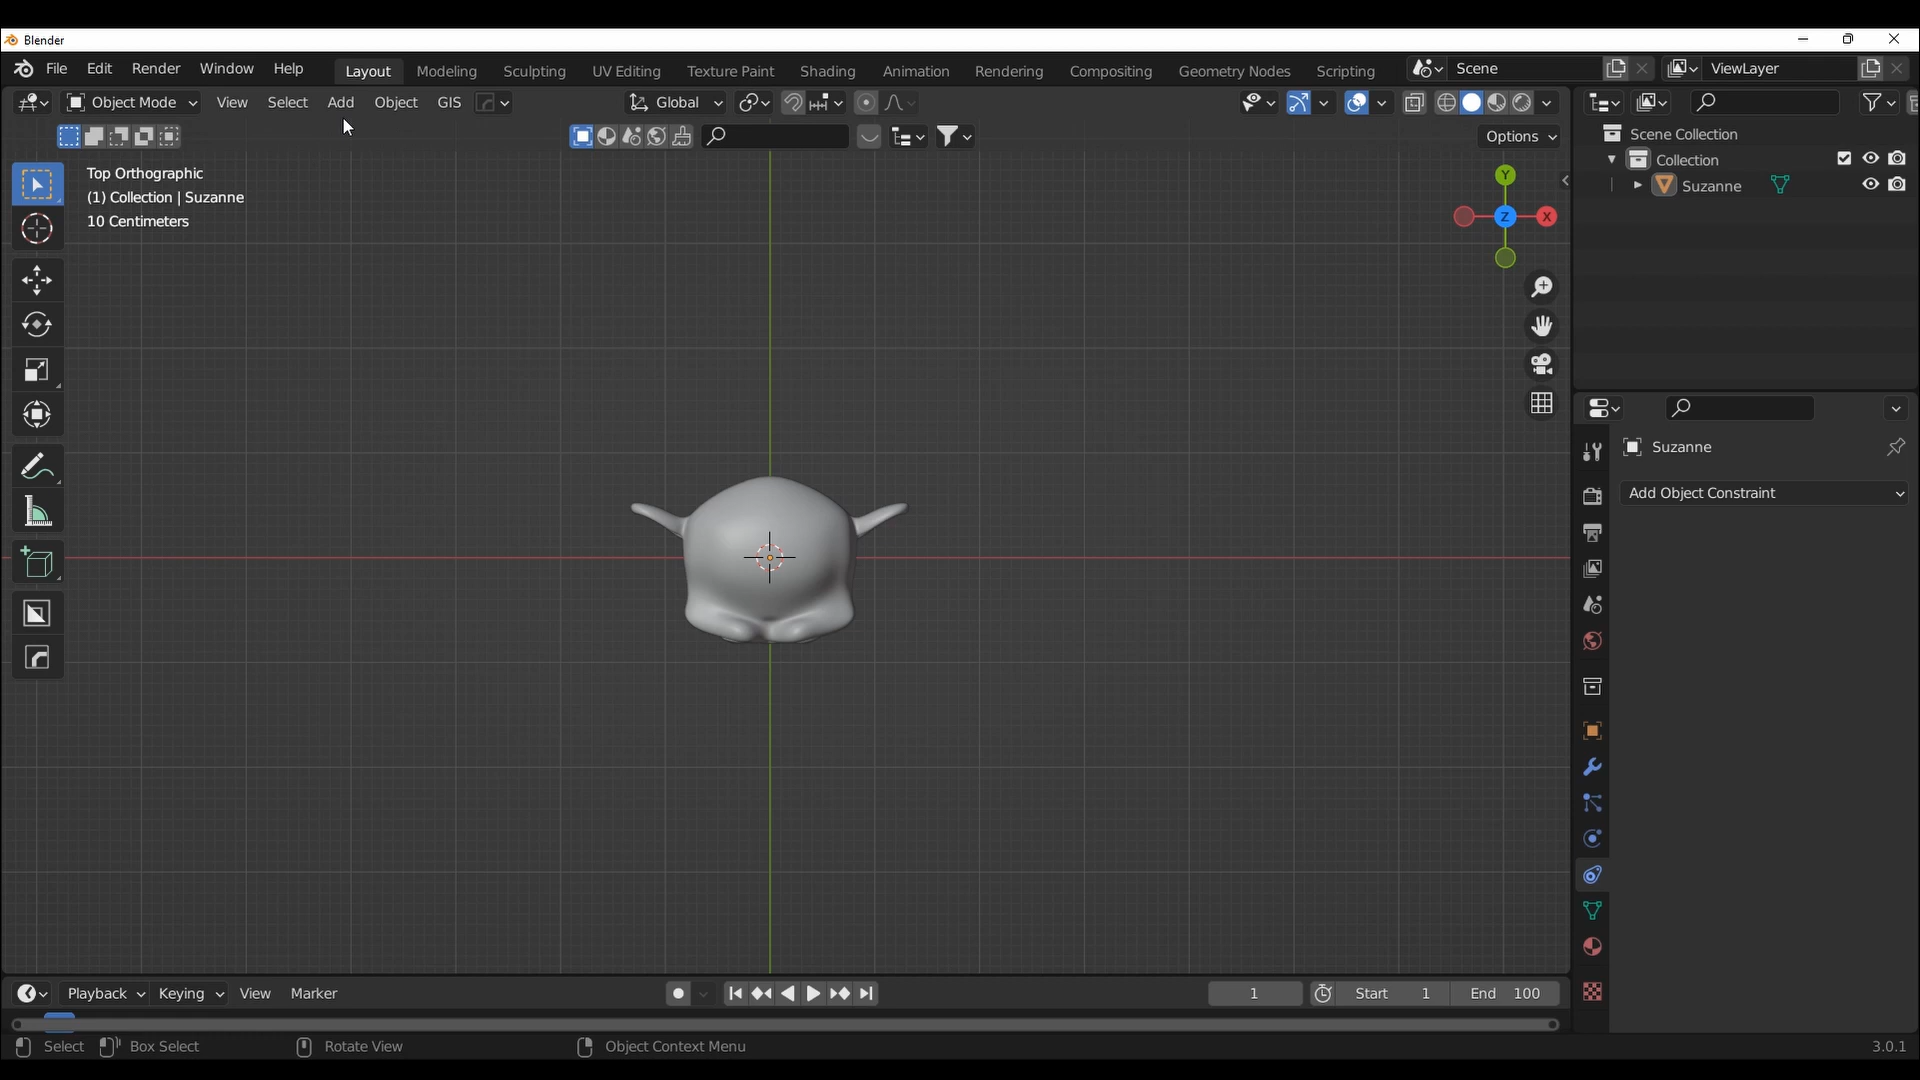 Blender
File Edit Render Window Help Layout Modeling Sculpting UV Editing Texture Paint Shading Animation Rendering Compositing Geometry Nodes Scripting Scene ViewLayer
Object Mode View Select Add Object GIS Global
Options
Top Orthographic
(1) Collection | Suzanne
10 Centimeters
Y
Z X
Scene Collection
Collection
Suzanne
Suzanne
Add Object Constraint
Playback Keying View Marker 1 Start 1 End 100
Select Box Select Rotate View Object Context Menu 3.0.1